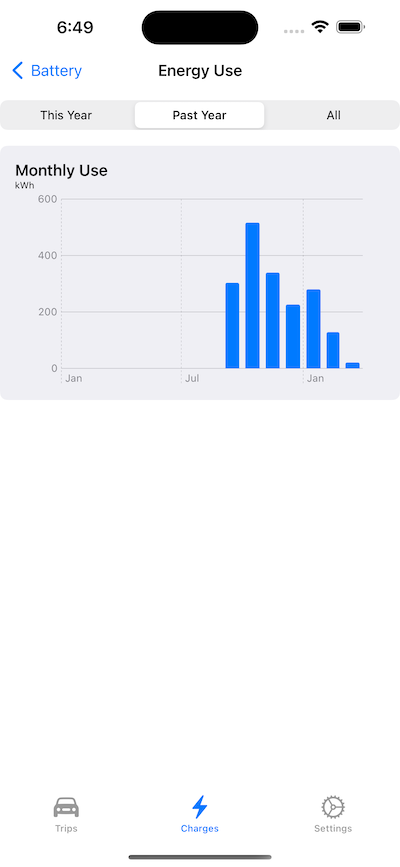 6:49
Battery
Energy Use
This Year Past Year All
Monthly Use
kWh
600
400
200
0
Jan Jul Jan
Trips Charges Settings